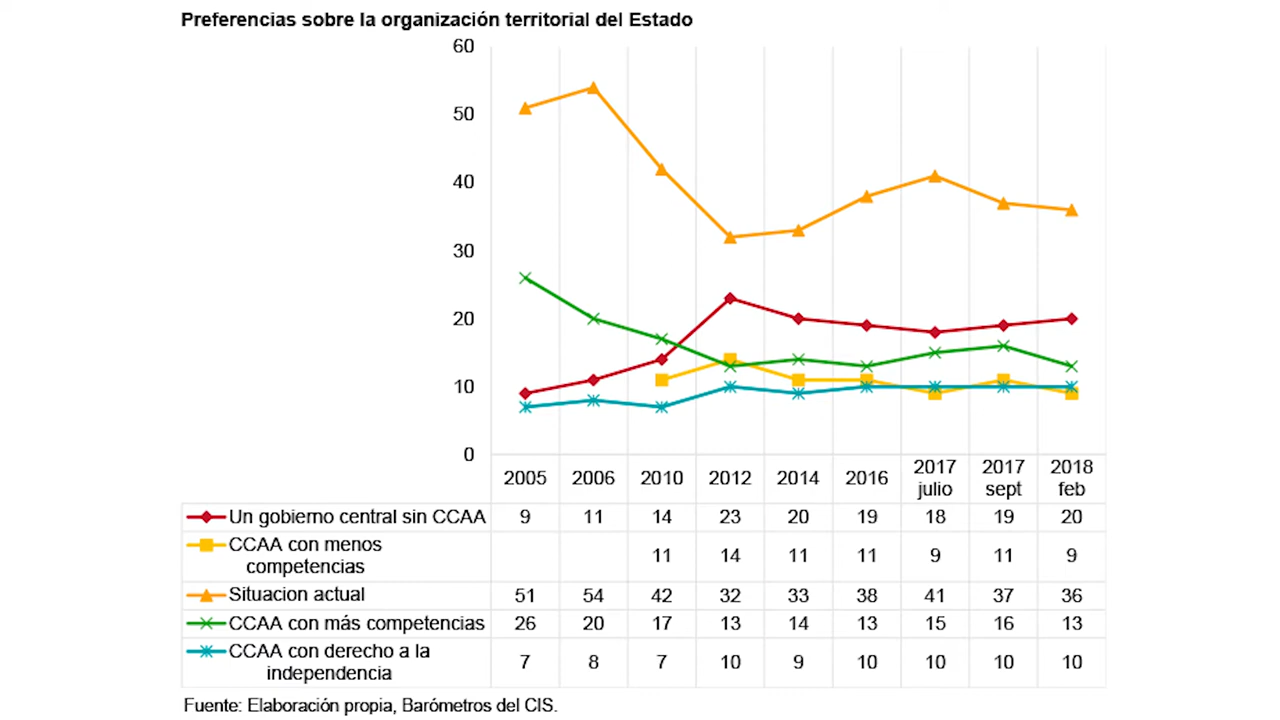 Preferencias sobre la organización territorial del Estado
60
50
40
30
20
10
0
2005 2006 2010 2012 2014 2016 2017 julio 2017 sept 2018 feb
Un gobierno central sin CCAA 9 11 14 23 20 19 18 19 20
CCAA con menos
competencias 11 14 11 11 9 11 9
Situacion actual 51 54 42 32 33 38 41 37 36
CCAA con más competencias 26 20 17 13 14 13 15 16 13
CCAA con derecho a la
independencia 7 8 7 10 9 10 10 10 10
Fuente: Elaboración propia, Barómetros del CIS.